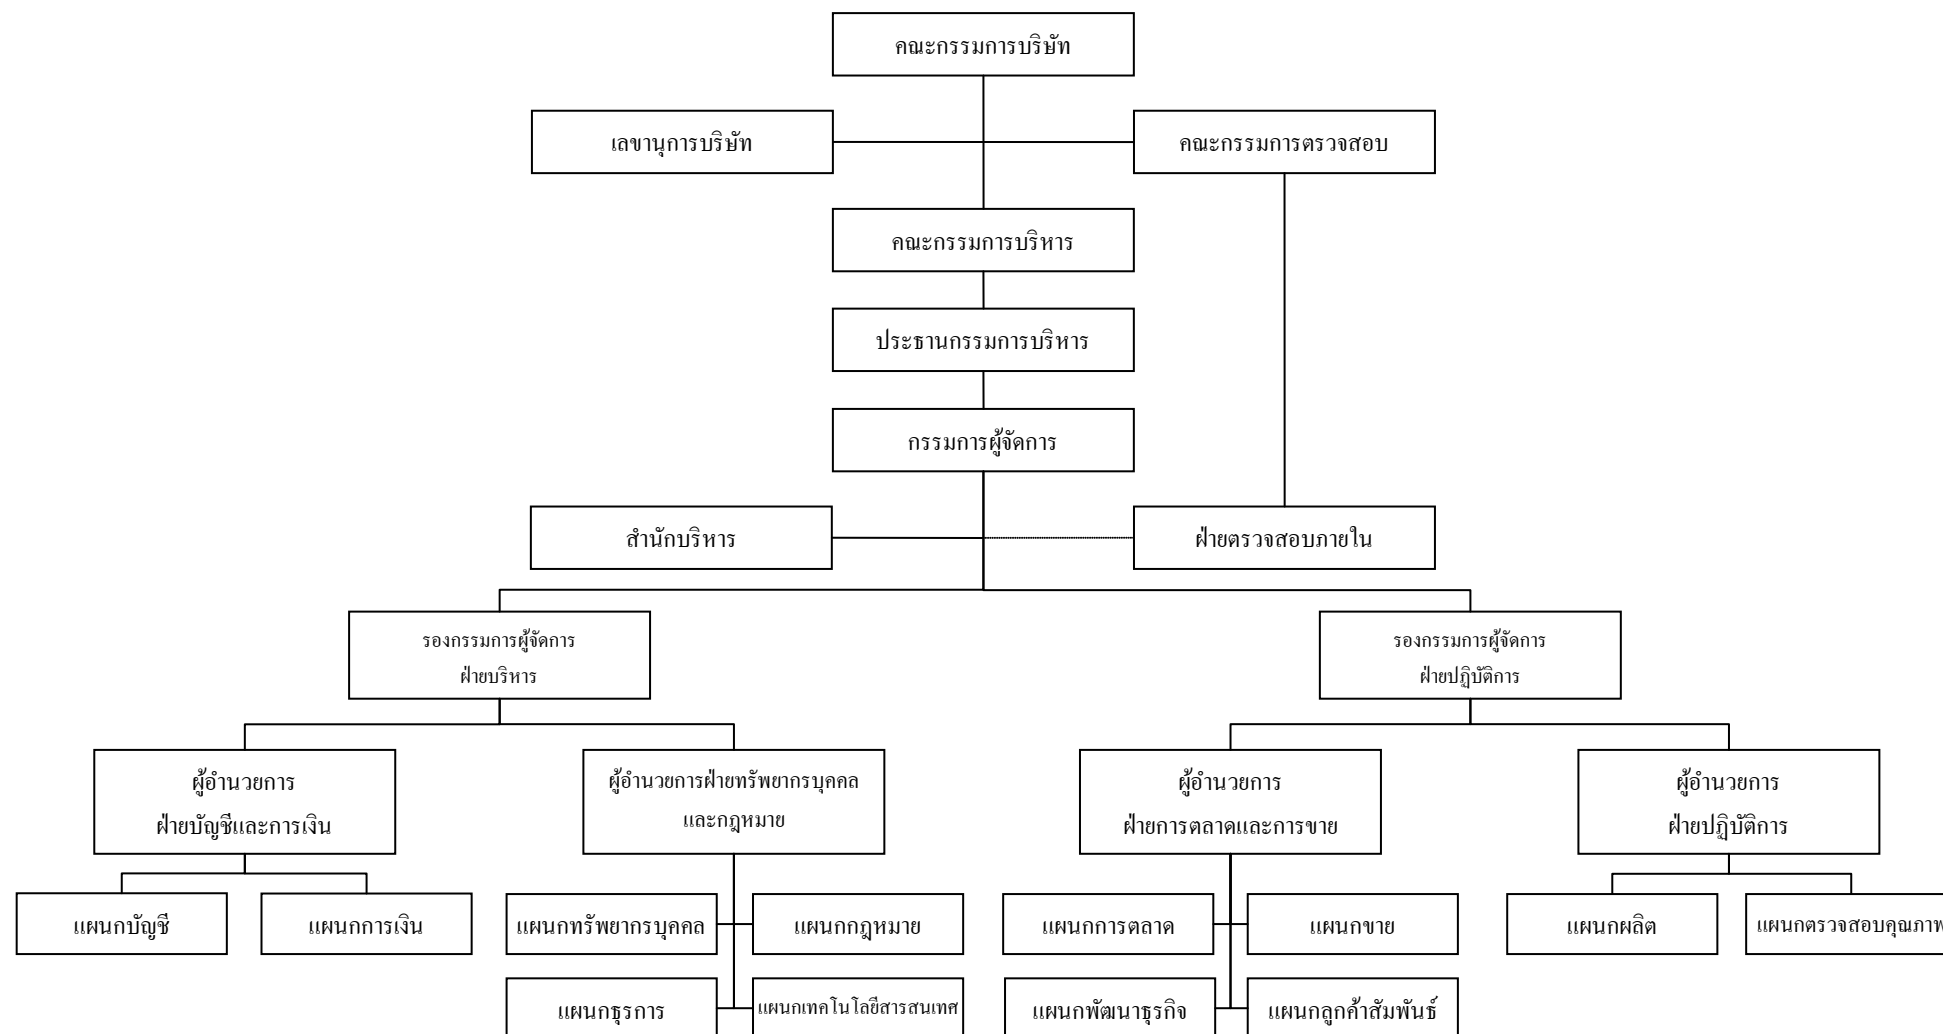 คณะกรรมการบริษัท
เลขานุการบริษัท
คณะกรรมการตรวจสอบ
คณะกรรมการบริหาร
ประธานกรรมการบริหาร
กรรมการผู้จัดการ
สำนักบริหาร
ฝ่ายตรวจสอบภายใน
รองกรรมการผู้จัดการ
ฝ่ายบริหาร
รองกรรมการผู้จัดการ
ฝ่ายปฏิบัติการ
ผู้อำนวยการ
ฝ่ายบัญชีและการเงิน
ผู้อำนวยการฝ่ายทรัพยากรบุคคล
และกฎหมาย
ผู้อำนวยการ
ฝ่ายการตลาดและการขาย
ผู้อำนวยการ
ฝ่ายปฏิบัติการ
แผนกบัญชี
แผนกการเงิน
แผนกทรัพยากรบุคคล
แผนกกฎหมาย
แผนกการตลาด
แผนกขาย
แผนกผลิต
แผนกตรวจสอบคุณภาพ
แผนกธุรการ
แผนกเทคโนโลยีสารสนเทศ
แผนกพัฒนาธุรกิจ
แผนกลูกค้าสัมพันธ์